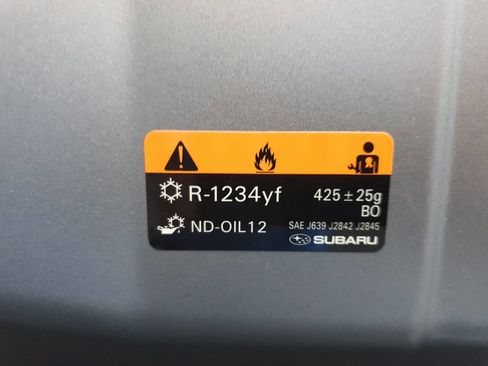 R-1234yf 425 ± 25g
BO
ND-OIL12 SAE J639 J2842 J2845
SUBARU